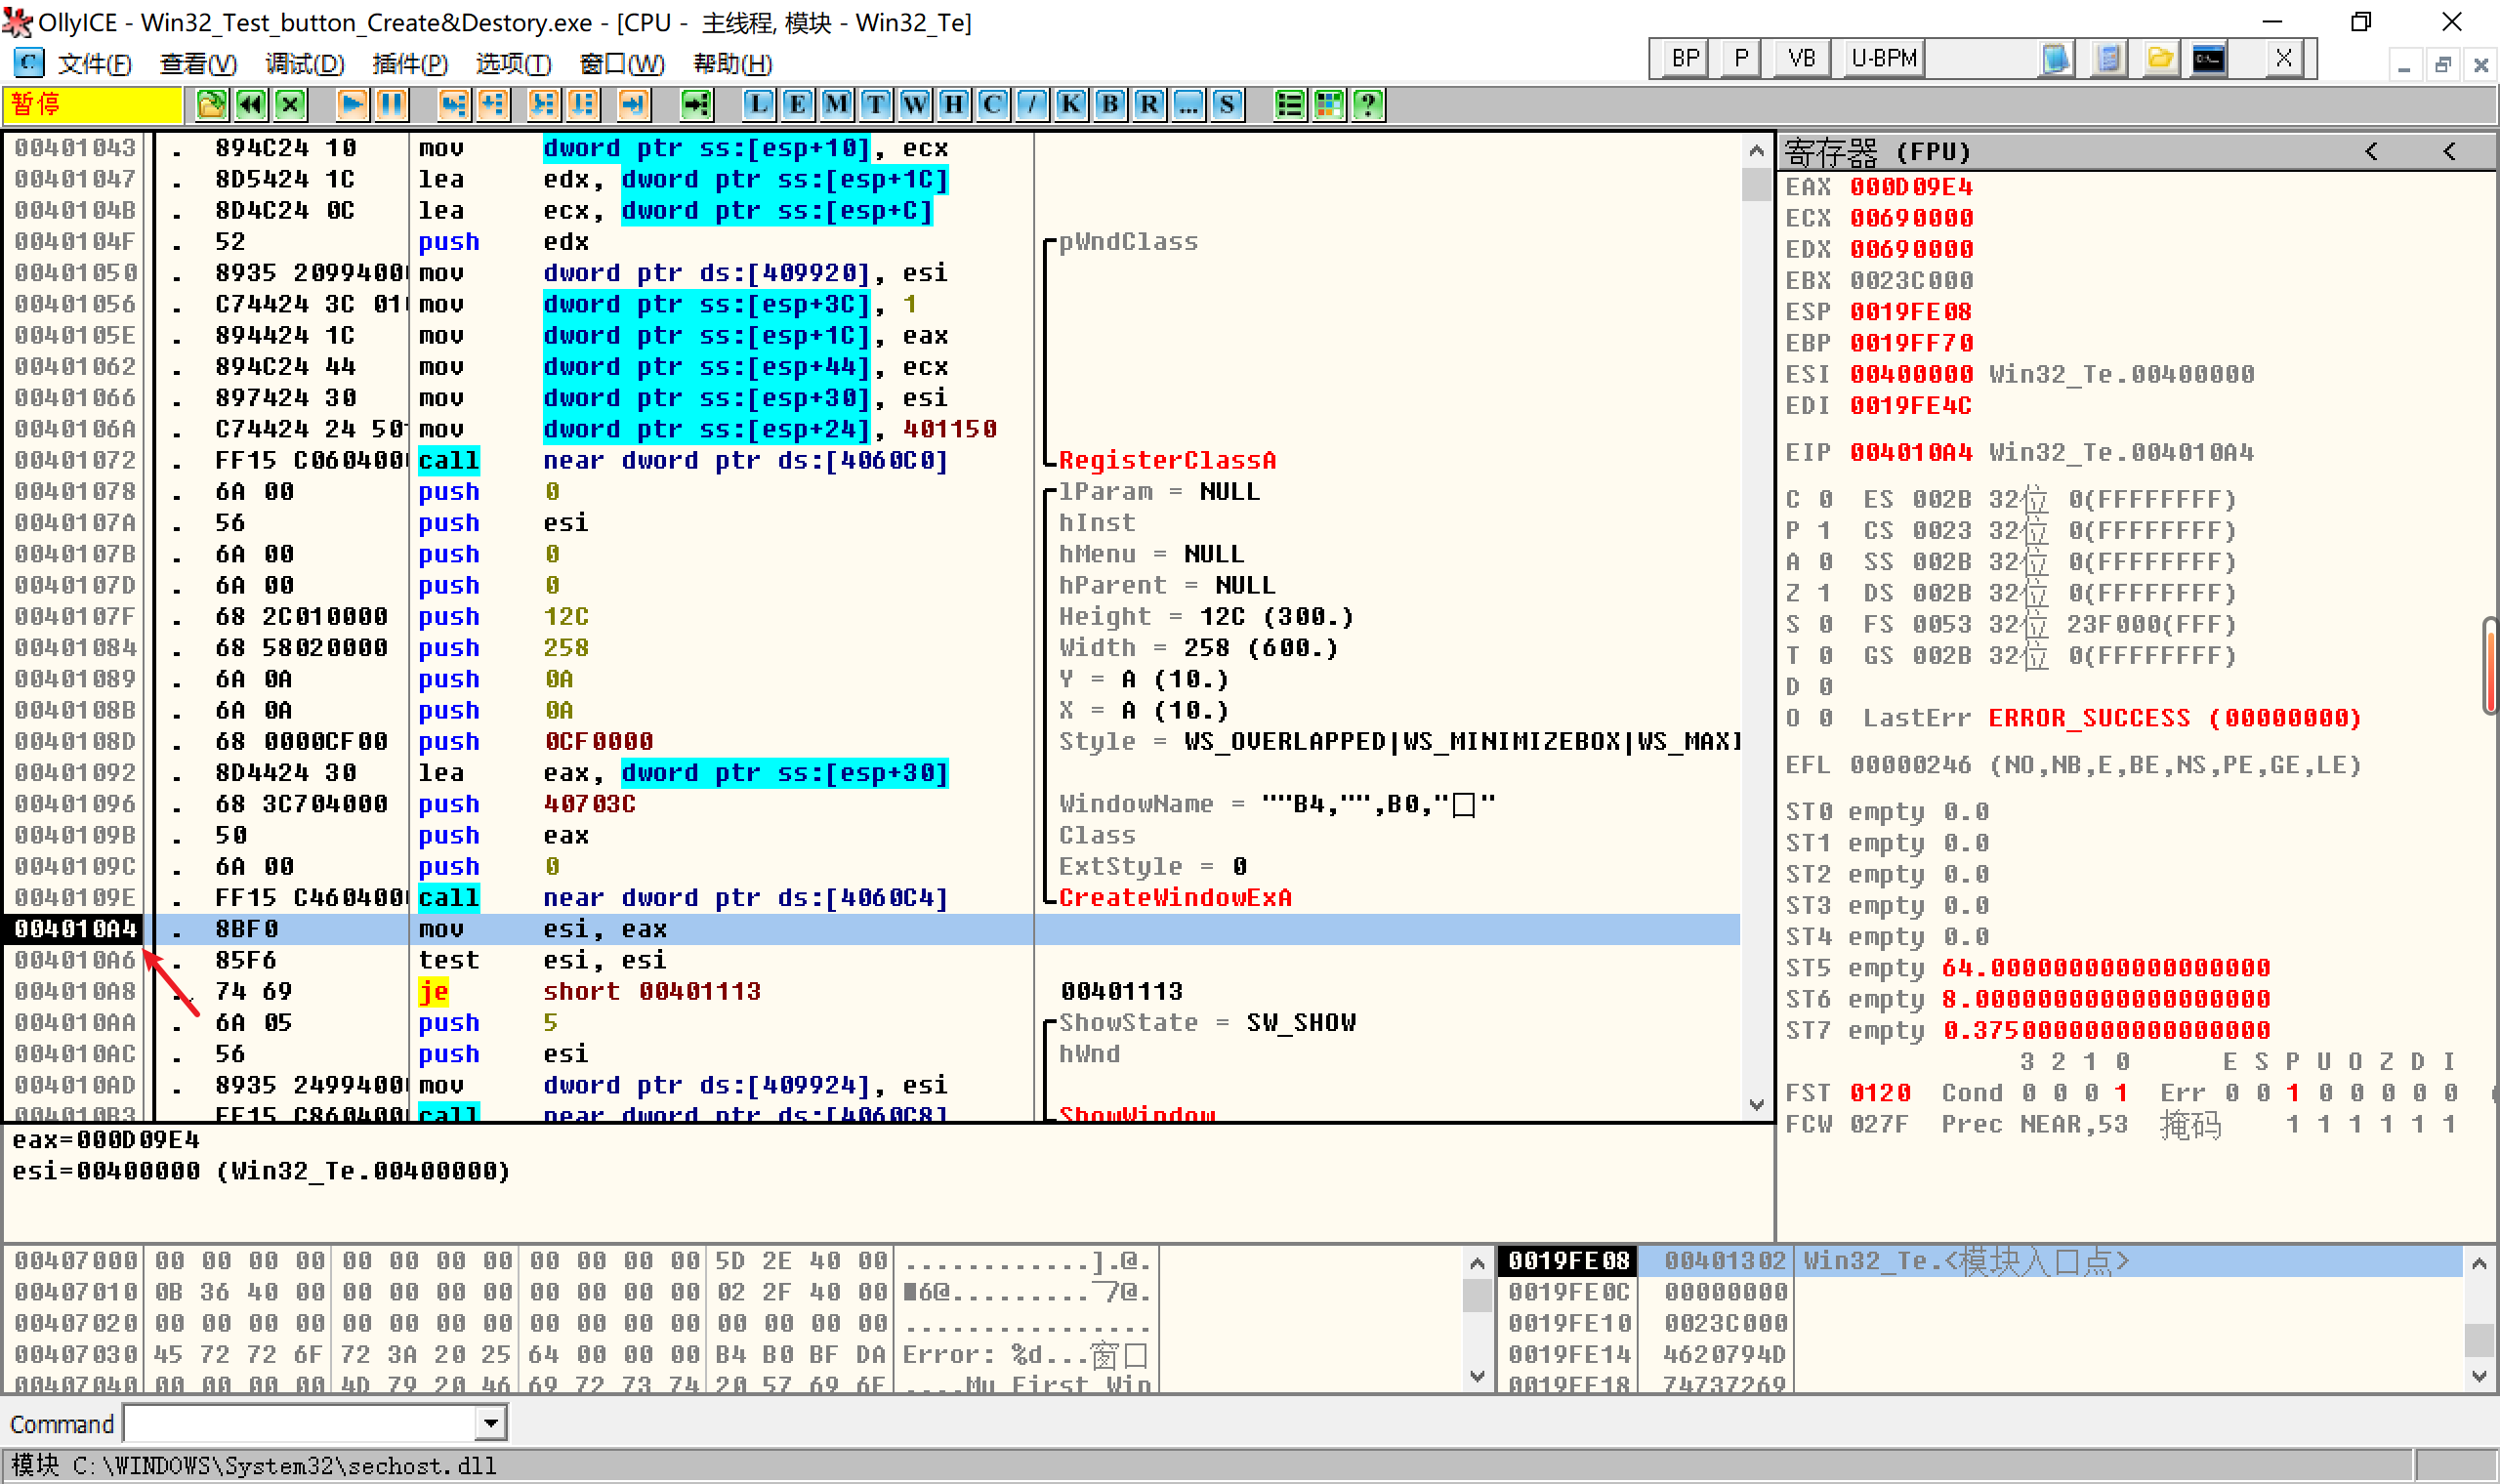 OllyICE - Win32_Test_button_Create&Destory.exe - [CPU - 主线程, 模块 - Win32_Te]
文件(F) 查看(V) 调试(D) 插件(P) 选项(T) 窗口(W) 帮助(H)
BP P VB U-BPM X
暂停 L E M T W H C / K B R ... S ?
00401043 . 894C24 10 mov dword ptr ss:[esp+10], ecx
00401047 . 8D5424 1C lea edx, dword ptr ss:[esp+1C]
0040104B . 8D4C24 0C lea ecx, dword ptr ss:[esp+C]
0040104F . 52 push edx pWndClass
00401050 . 8935 20994000 mov dword ptr ds:[409920], esi
00401056 . C74424 3C 01 mov dword ptr ss:[esp+3C], 1
0040105E . 894424 1C mov dword ptr ss:[esp+1C], eax
00401062 . 894C24 44 mov dword ptr ss:[esp+44], ecx
00401066 . 897424 30 mov dword ptr ss:[esp+30], esi
0040106A . C74424 24 50 mov dword ptr ss:[esp+24], 401150
00401072 . FF15 C0604000 call near dword ptr ds:[4060C0] RegisterClassA
00401078 . 6A 00 push 0 lParam = NULL
0040107A . 56 push esi hInst
0040107B . 6A 00 push 0 hMenu = NULL
0040107D . 6A 00 push 0 hParent = NULL
0040107F . 68 2C010000 push 12C Height = 12C (300.)
00401084 . 68 58020000 push 258 Width = 258 (600.)
00401089 . 6A 0A push 0A Y = A (10.)
0040108B . 6A 0A push 0A X = A (10.)
0040108D . 68 0000CF00 push 0CF0000 Style = WS_OVERLAPPED|WS_MINIMIZEBOX|WS_MAXI
00401092 . 8D4424 30 lea eax, dword ptr ss:[esp+30]
00401096 . 68 3C704000 push 40703C WindowName = ""B4,"",B0,"口"
0040109B . 50 push eax Class
0040109C . 6A 00 push 0 ExtStyle = 0
0040109E . FF15 C4604000 call near dword ptr ds:[4060C4] CreateWindowExA
004010A4 . 8BF0 mov esi, eax
004010A6 . 85F6 test esi, esi
004010A8 . 74 69 je short 00401113 00401113
004010AA . 6A 05 push 5 ShowState = SW_SHOW
004010AC . 56 push esi hWnd
004010AD . 8935 24994000 mov dword ptr ds:[409924], esi
004010B3 . FF15 C8604000 call near dword ptr ds:[4060C8] ShowWindow
eax=000D09E4
esi=00400000 (Win32_Te.00400000)
寄存器 (FPU) < <
EAX 000D09E4
ECX 00690000
EDX 00690000
EBX 0023C000
ESP 0019FE08
EBP 0019FF70
ESI 00400000 Win32_Te.00400000
EDI 0019FE4C
EIP 004010A4 Win32_Te.004010A4
C 0 ES 002B 32位 0(FFFFFFFF)
P 1 CS 0023 32位 0(FFFFFFFF)
A 0 SS 002B 32位 0(FFFFFFFF)
Z 1 DS 002B 32位 0(FFFFFFFF)
S 0 FS 0053 32位 23F000(FFF)
T 0 GS 002B 32位 0(FFFFFFFF)
D 0
O 0 LastErr ERROR_SUCCESS (00000000)
EFL 00000246 (NO,NB,E,BE,NS,PE,GE,LE)
ST0 empty 0.0
ST1 empty 0.0
ST2 empty 0.0
ST3 empty 0.0
ST4 empty 0.0
ST5 empty 64.000000000000000000
ST6 empty 8.0000000000000000000
ST7 empty 0.3750000000000000000
3 2 1 0 E S P U O Z D I
FST 0120 Cond 0 0 0 1 Err 0 0 1 0 0 0 0 0
FCW 027F Prec NEAR,53 掩码 1 1 1 1 1 1
00407000 00 00 00 00 00 00 00 00 00 00 00 00 5D 2E 40 00 ............].@.
00407010 0B 36 40 00 00 00 00 00 00 00 00 00 02 2F 40 00 6@.........7@.
00407020 00 00 00 00 00 00 00 00 00 00 00 00 00 00 00 00 ................
00407030 45 72 72 6F 72 3A 20 25 64 00 00 00 B4 B0 BF DA Error: %d...窗口
00407040 00 00 00 00 4D 79 20 46 69 72 73 74 20 57 69 6E ....My First Win
0019FE08 00401302 Win32_Te.<模块入口点>
0019FE0C 00000000
0019FE10 0023C000
0019FE14 4620794D
0019FE18 74737269
Command
模块 C:\WINDOWS\System32\sechost.dll